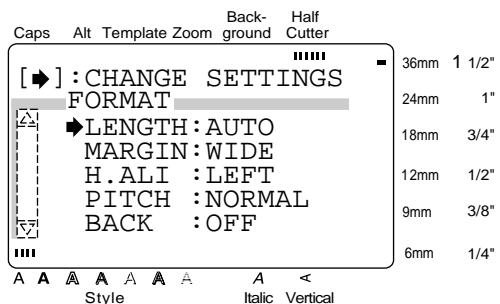 Back- Half
Caps Alt Template Zoom ground Cutter
[➧]:CHANGE SETTINGS
FORMAT
➧LENGTH:AUTO
MARGIN:WIDE
H.ALI :LEFT
PITCH :NORMAL
BACK :OFF
36mm 1 1/2"
24mm 1"
18mm 3/4"
12mm 1/2"
9mm 3/8"
6mm 1/4"
A A A A A A A A A
Style Italic Vertical